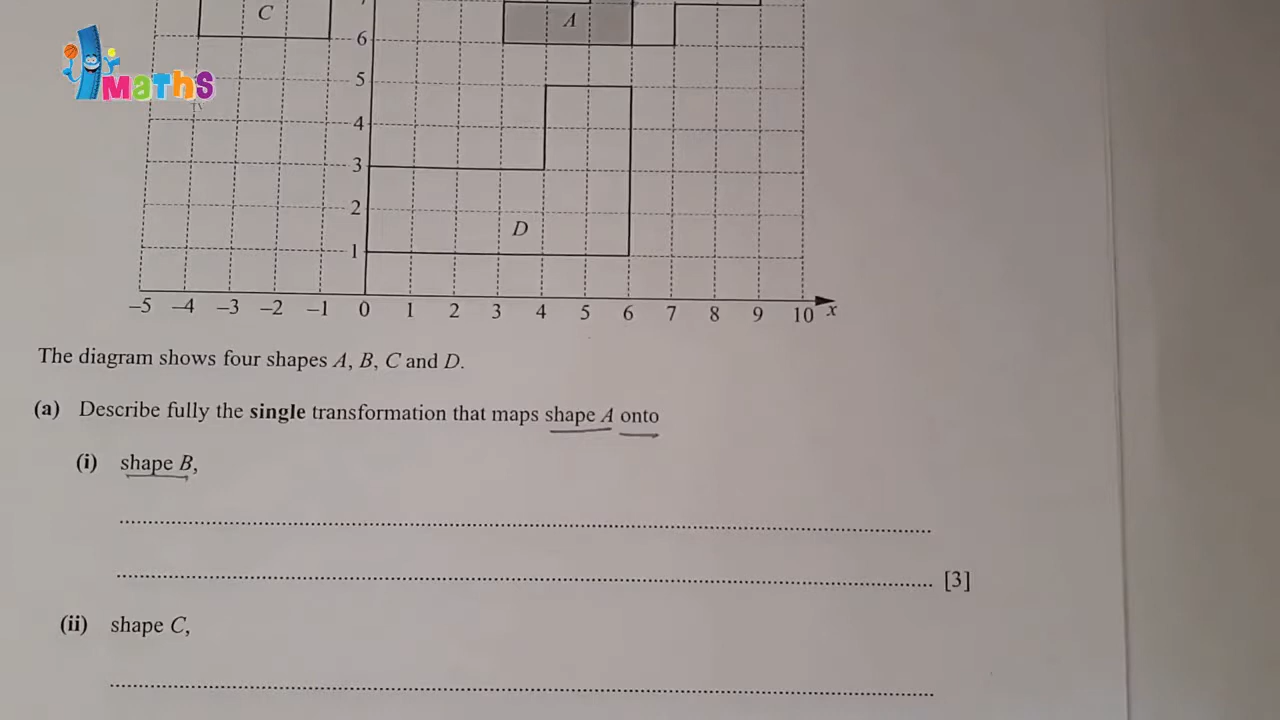 C
A
6
5
Maths
4
3
2
D
1
–5 –4 –3 –2 –1 0 1 2 3 4 5 6 7 8 9 10 x
The diagram shows four shapes A, B, C and D.
(a) Describe fully the single transformation that maps shape A onto
(i) shape B,
[3]
(ii) shape C,